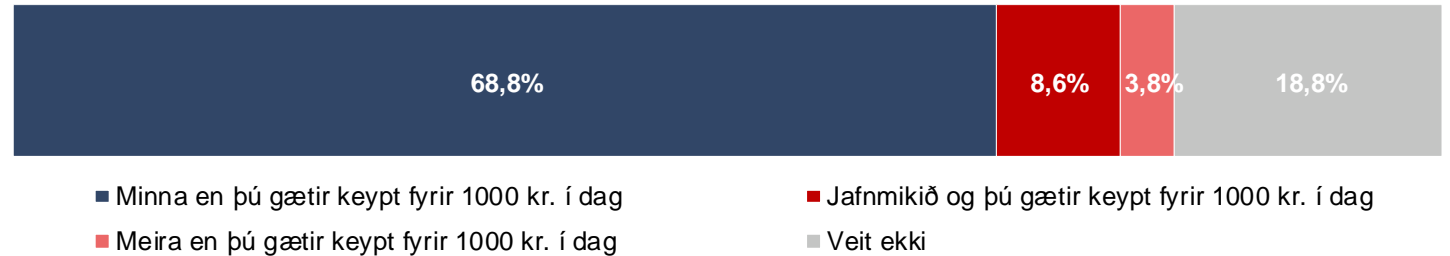 68,8% 8,6% 3,8% 18,8%
Minna en þú gætir keypt fyrir 1000 kr. í dag Jafnmikið og þú gætir keypt fyrir 1000 kr. í dag
Meira en þú gætir keypt fyrir 1000 kr. í dag Veit ekki